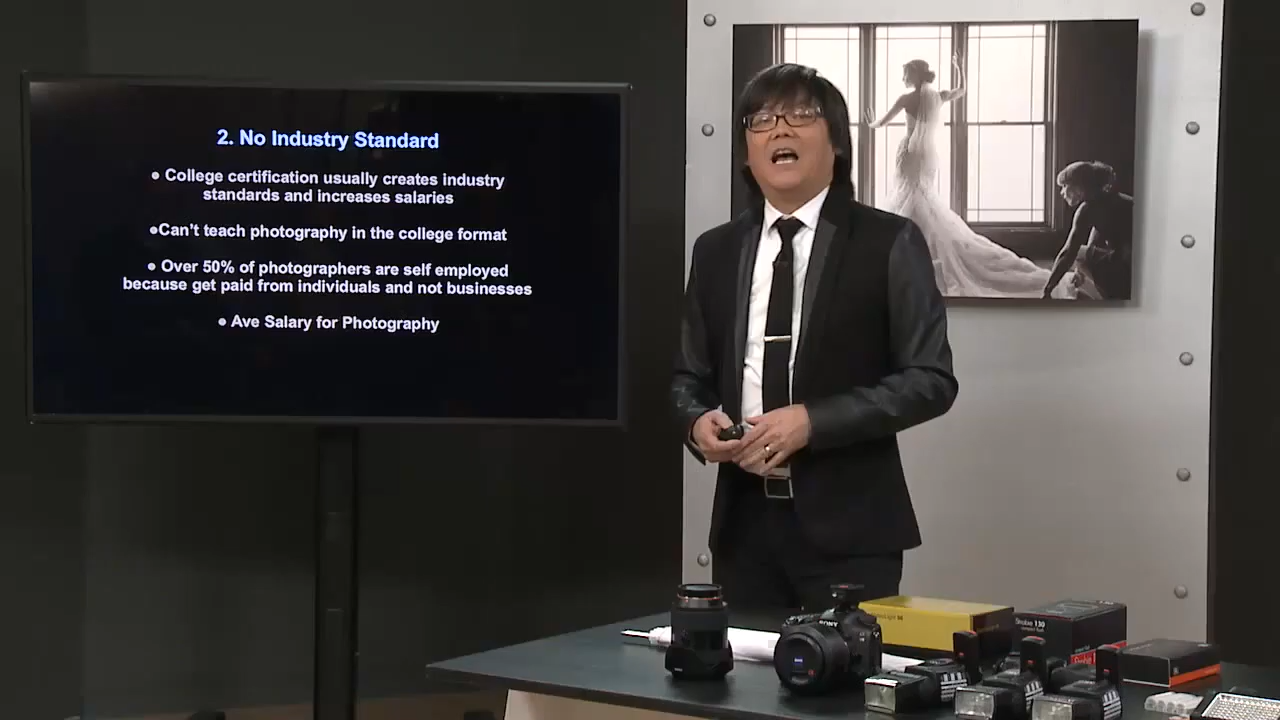 2. No Industry Standard
● College certification usually creates industry
standards and increases salaries
●Can't teach photography in the college format
● Over 50% of photographers are self employed
because get paid from individuals and not businesses
● Ave Salary for Photography
SONY
Strobe 130